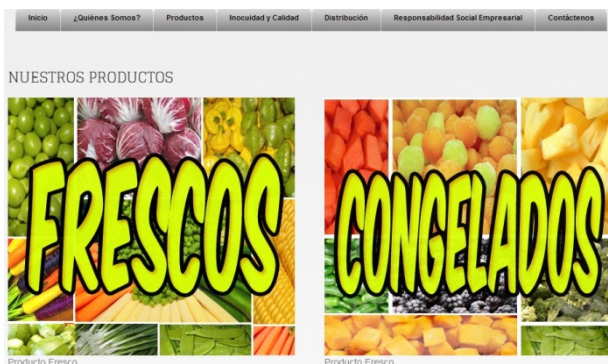 Inicio
¿Quiénes Somos?
Productos
Inocuidad y Calidad
Distribución
Responsabilidad Social Empresarial
Contáctenos
NUESTROS PRODUCTOS
FRESCOS
CONGELADOS
Producto Fresco
Producto Fresco